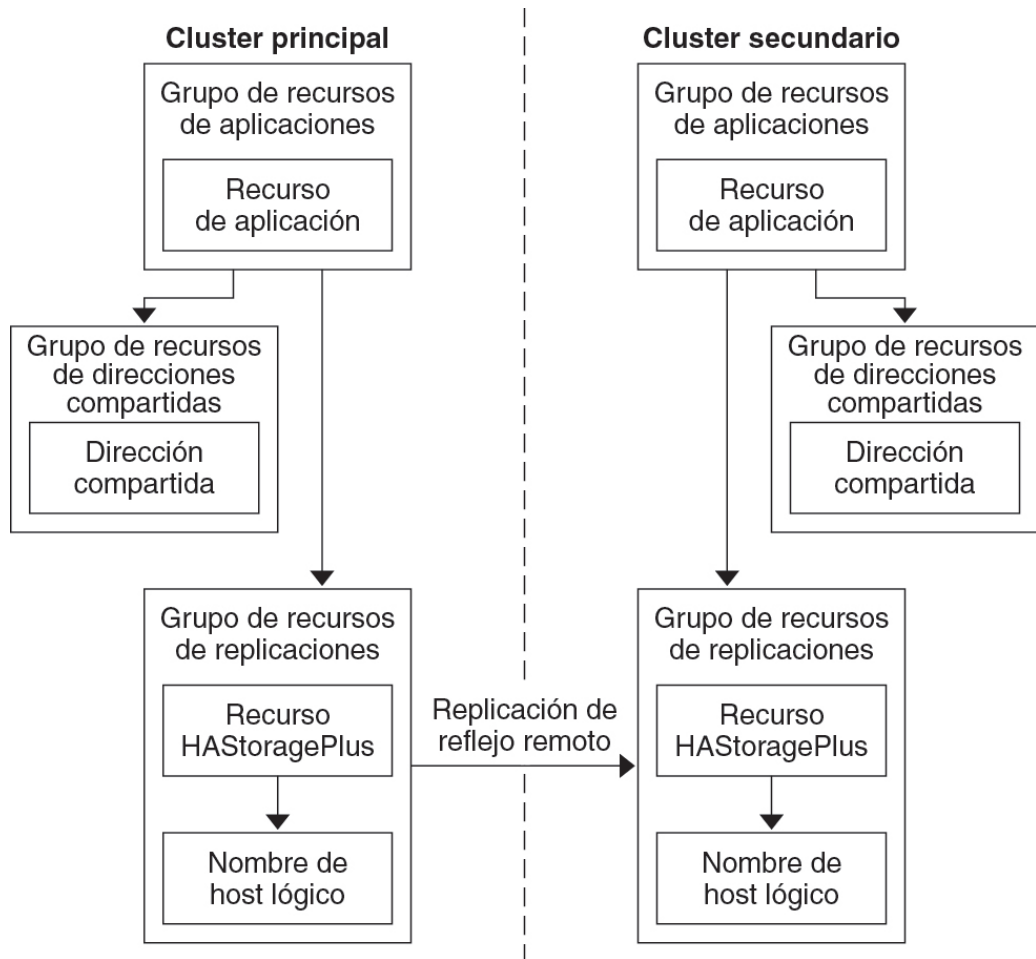 Cluster principal
Grupo de recursos
de aplicaciones
Recurso
de aplicación
Grupo de recursos
de direcciones
compartidas
Dirección
compartida
Grupo de recursos
de replicaciones
Recurso
HAStoragePlus
Nombre de
host lógico
Replicación de
reflejo remoto
Cluster secundario
Grupo de recursos
de aplicaciones
Recurso
de aplicación
Grupo de recursos
de direcciones
compartidas
Dirección
compartida
Grupo de recursos
de replicaciones
Recurso
HAStoragePlus
Nombre de
host lógico